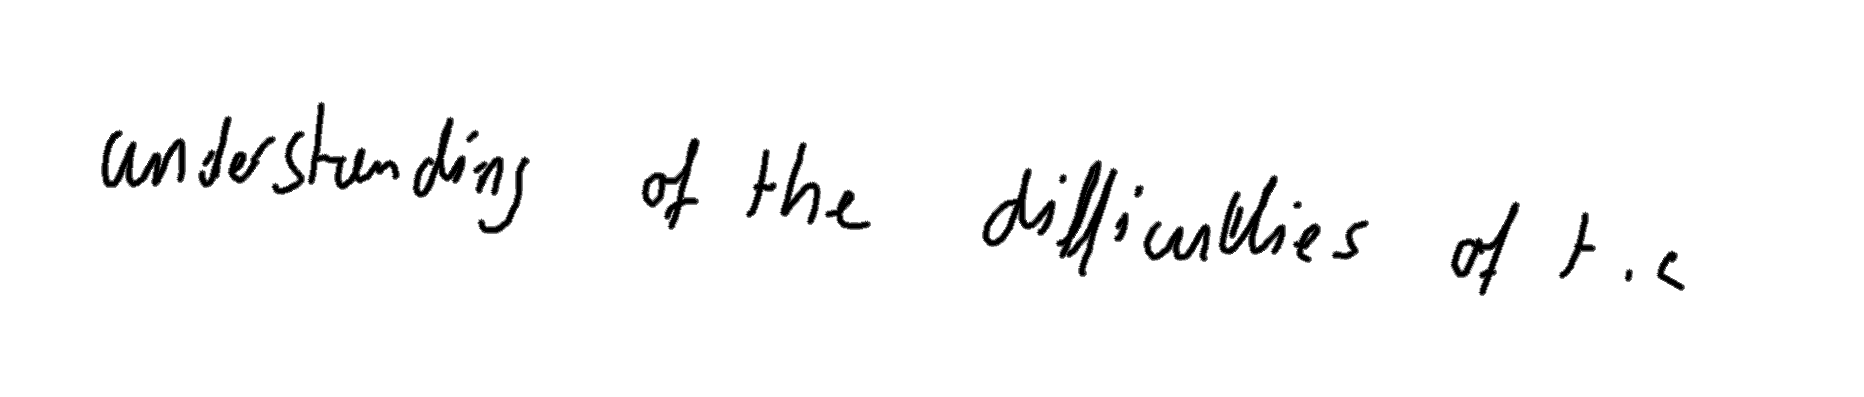 understanding of the difficulties of t.c